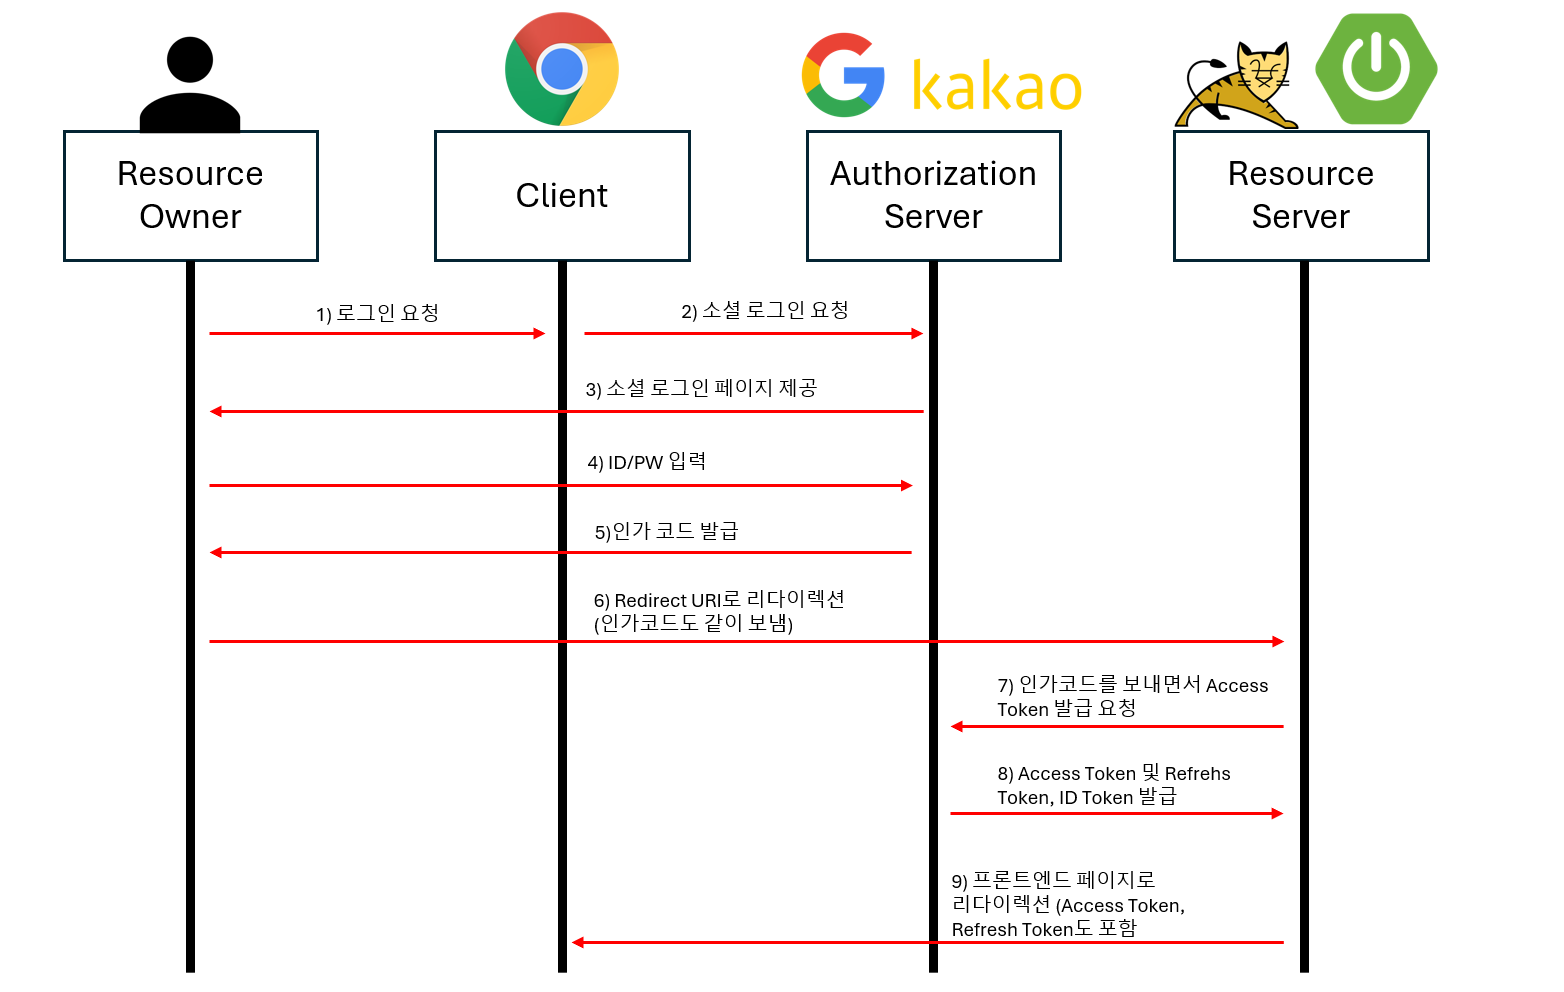 kakao
Resource
Owner
Client
Authorization
Server
Resource
Server
1) 로그인 요청
2) 소셜 로그인 요청
3) 소셜 로그인 페이지 제공
4) ID/PW 입력
5)인가 코드 발급
6) Redirect URI로 리다이렉션
(인가코드도 같이 보냄)
7) 인가코드를 보내면서 Access
Token 발급 요청
8) Access Token 및 Refrehs
Token, ID Token 발급
9) 프론트엔드 페이지로
리다이렉션 (Access Token,
Refresh Token도 포함